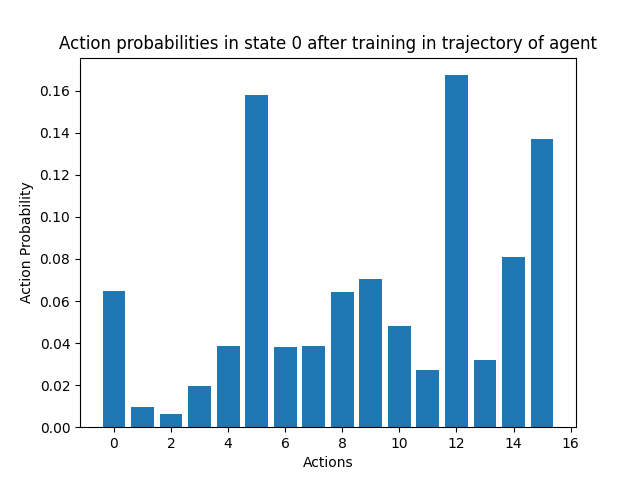 Action probabilities in state 0 after training in trajectory of agent
0.16
0.14
0.12
0.10
0.08
0.06
0.04
0.02
0.00
Action Probability
0 2 4 6 8 10 12 14 16
Actions